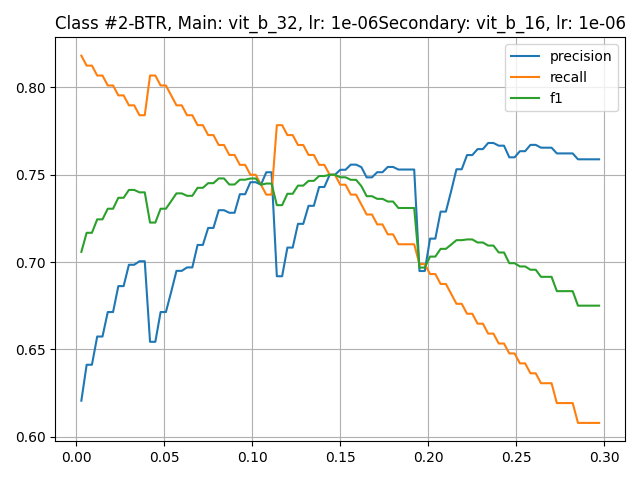 Class #2-BTR, Main: vit_b_32, lr: 1e-06Secondary: vit_b_16, lr: 1e-06
precision
recall
f1
0.80
0.75
0.70
0.65
0.60
0.00 0.05 0.10 0.15 0.20 0.25 0.30